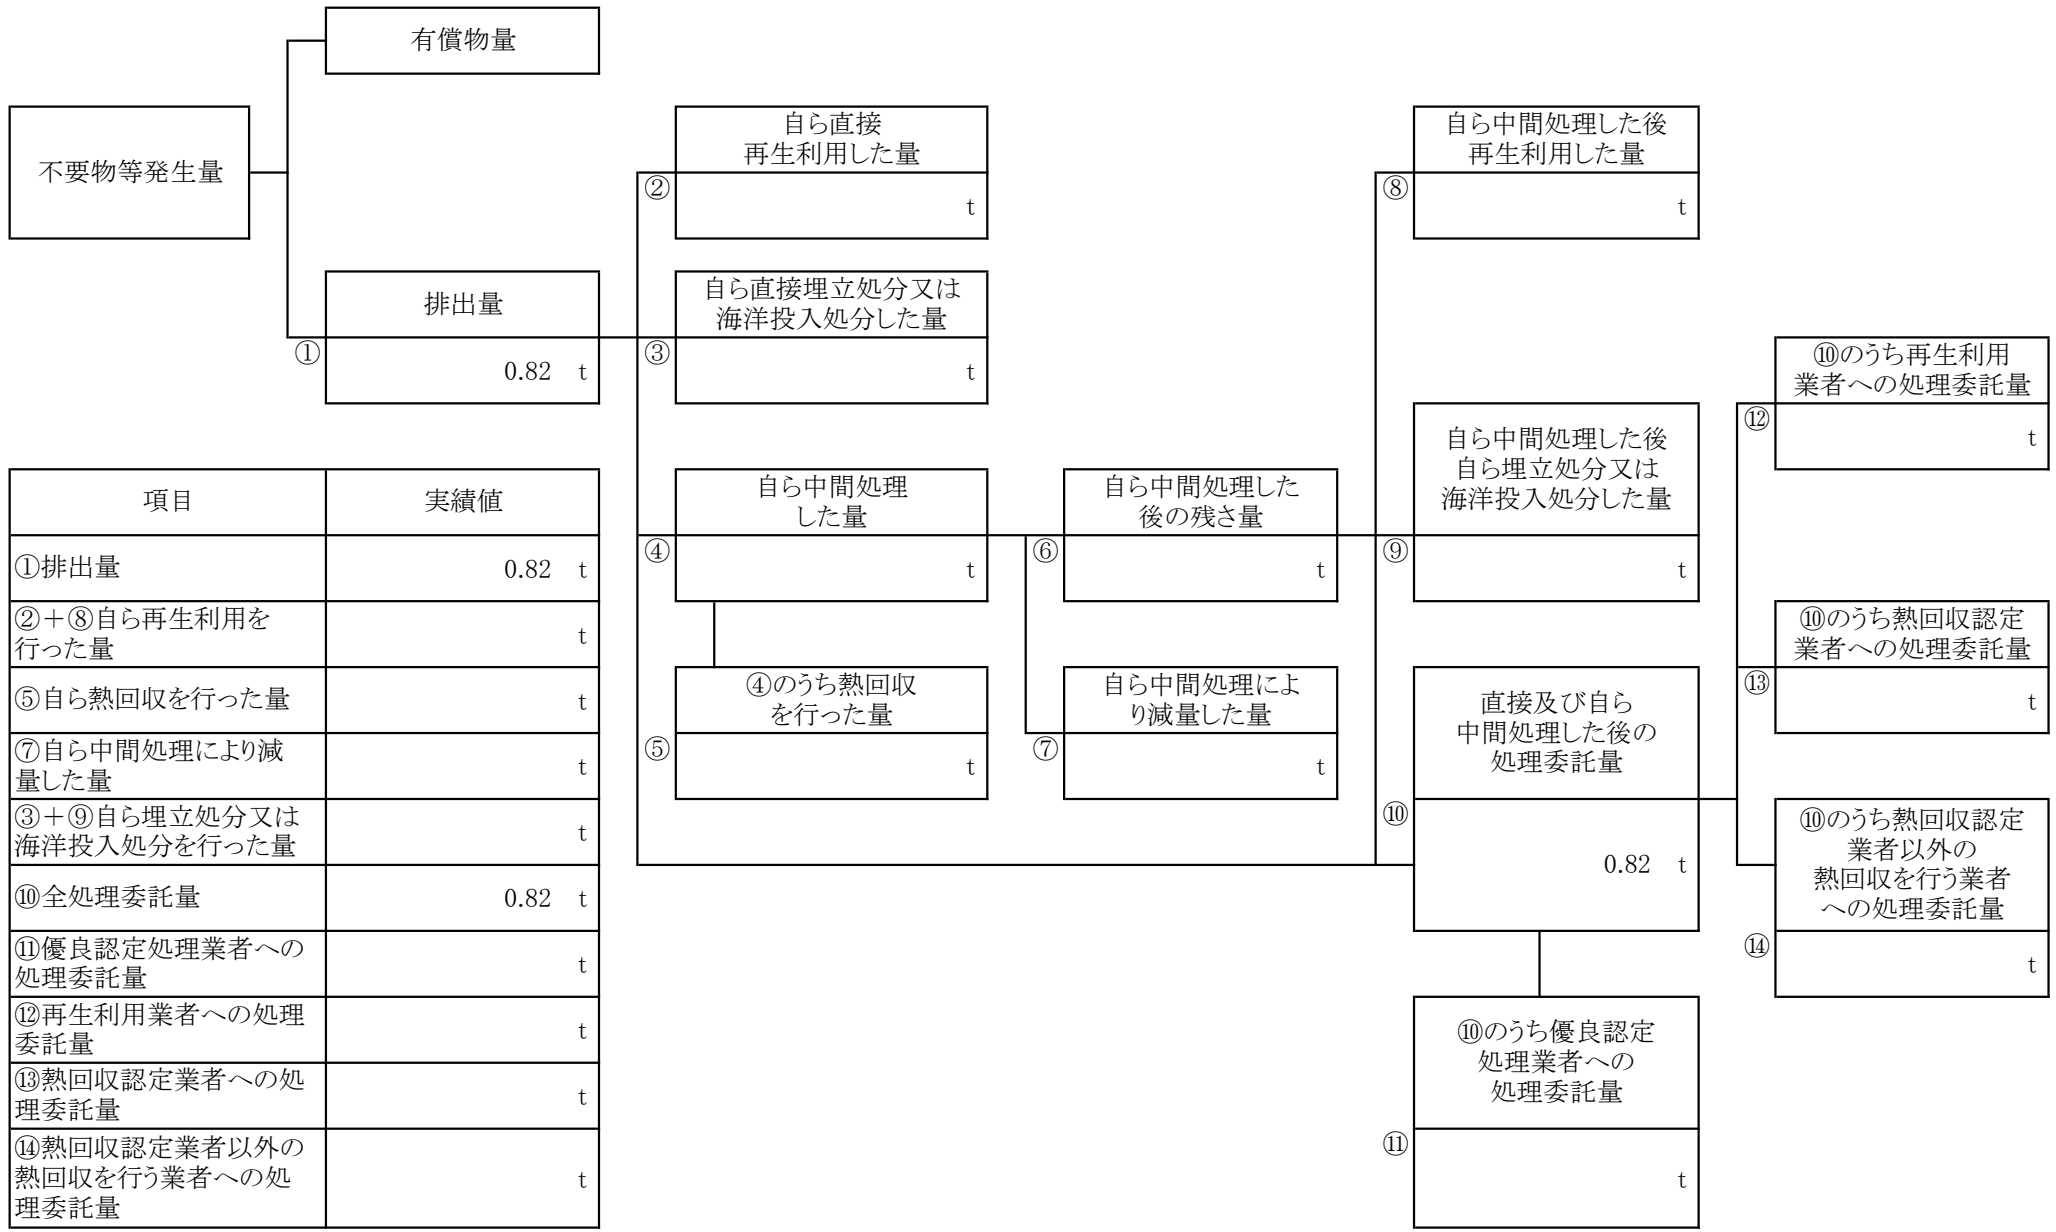 有償物量
不要物等発生量
自ら直接
再生利用した量
②
t
自ら中間処理した後
再生利用した量
⑧
t
排出量
①
0.82 t
自ら直接埋立処分又は
海洋投入処分した量
③
t
⑩のうち再生利用
業者への処理委託量
⑫
t
自ら中間処理
した量
④
t
自ら中間処理した
後の残さ量
⑥
t
自ら中間処理した後
自ら埋立処分又は
海洋投入処分した量
⑨
t
④のうち熱回収
を行った量
⑤
t
自ら中間処理によ
り減量した量
⑦
t
直接及び自ら
中間処理した後の
処理委託量
⑩
0.82 t
⑩のうち熱回収認定
業者への処理委託量
⑬
t
⑩のうち熱回収認定
業者以外の
熱回収を行う業者
への処理委託量
⑭
t
⑩のうち優良認定
処理業者への
処理委託量
⑪
t
項目 実績値
①排出量 0.82 t
②＋⑧自ら再生利用を
行った量
t
⑤自ら熱回収を行った量 t
⑦自ら中間処理により減
量した量
t
③＋⑨自ら埋立処分又は
海洋投入処分を行った量
t
⑩全処理委託量 0.82 t
⑪優良認定処理業者への
処理委託量
t
⑫再生利用業者への処理
委託量
t
⑬熱回収認定業者への処
理委託量
t
⑭熱回収認定業者以外の
熱回収を行う業者への処
理委託量
t